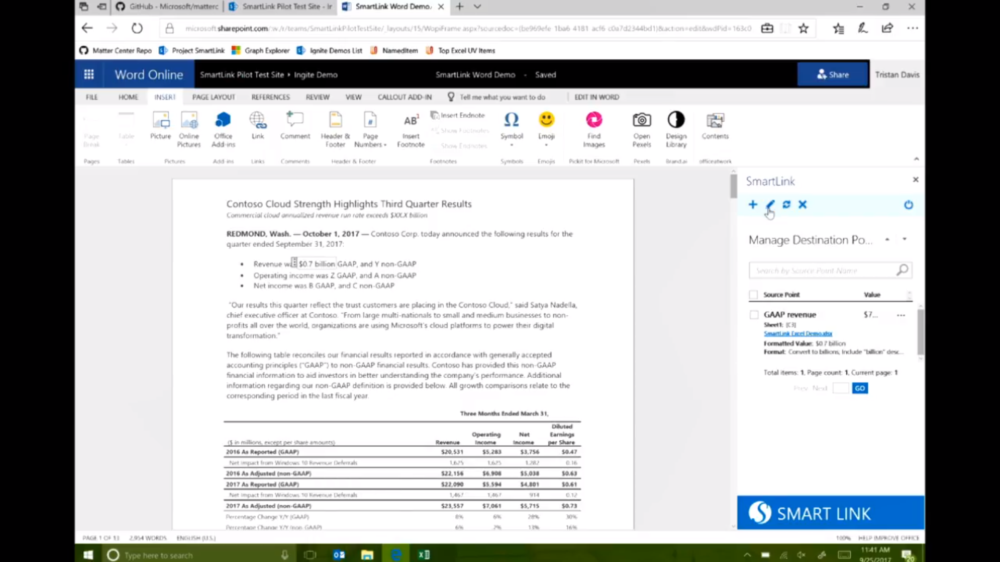 GitHub - Microsoft/matterc
SmartLink Pilot Test Site - Ir
SmartLink Word Demo.
microsoft.sharepoint.com/:w:/r/teams/SmartLinkPilotTestSite/_layouts/15/WopiFrame.aspx?sourcedoc={be969efe 1ba6 4181 acf6 c0a7d2344bd1}&action=edit&wdPid=163c0
Matter Center Repo
Project SmartLink
Graph Explorer
Ignite Demos List
NamedItem
Top Excel UV Items
Word Online
SmartLink Pilot Test Site ▸ Ingite Demo
SmartLink Word Demo - Saved
Share
Tristan Davis
FILE HOME INSERT PAGE LAYOUT REFERENCES REVIEW VIEW CALLOUT ADD-IN Tell me what you want to do EDIT IN WORD
Page Break
Table
Picture
Online Pictures
Office Add-ins
Link
Comment
Header & Footer
Page Numbers
AB¹ Insert Footnote
Insert Endnote
Show Footnotes
Show Endnotes
Ω Symbol
Emoji
Find Images
Open Pexels
Design Library
Contents
Pages Tables Pictures Add-ins Links Comments Header & Footer Footnotes Symbols Emojis Pickit for Microsoft Pexels Brand.ai officeatwork
Contoso Cloud Strength Highlights Third Quarter Results
Commercial cloud annualized revenue run rate exceeds $XX.X billion
REDMOND, Wash. — October 1, 2017 — Contoso Corp. today announced the following results for the
quarter ended September 31, 2017:
• Revenue wa $0.7 billion GAAP, and Y non-GAAP
• Operating income was Z GAAP, and A non-GAAP
• Net income was B GAAP, and C non-GAAP
"Our results this quarter reflect the trust customers are placing in the Contoso Cloud," said Satya Nadella,
chief executive officer at Contoso. "From large multi-nationals to small and medium businesses to non-
profits all over the world, organizations are using Microsoft's cloud platforms to power their digital
transformation."
The following table reconciles our financial results reported in accordance with generally accepted
accounting principles ("GAAP") to non-GAAP financial results. Contoso has provided this non-GAAP
financial information to aid investors in better understanding the company's performance. Additional
information regarding our non-GAAP definition is provided below. All growth comparisons relate to the
corresponding period in the last fiscal year.
Three Months Ended March 31,
($ in millions, except per share amounts) Revenue Operating Income Net Income Diluted Earnings per Share
2016 As Reported (GAAP) $20,531 $5,283 $3,756 $0.47
Net Impact from Windows 10 Revenue Deferrals 1,625 1,625 1,282 0.16
2016 As Adjusted (non-GAAP) $22,156 $6,908 $5,038 $0.63
2017 As Reported (GAAP) $22,090 $5,594 $4,801 $0.61
Net Impact from Windows 10 Revenue Deferrals 1,467 1,467 914 0.12
2017 As Adjusted (non-GAAP) $23,557 $7,061 $5,715 $0.73
Percentage Change Y/Y (GAAP) 8% 6% 28% 30%
Percentage Change Y/Y (non-GAAP) 6% 2% 13% 16%
SmartLink
Manage Destination Po...
Search by Source Point Name
Source Point Value
GAAP revenue $7... ...
Sheet1: [C3]
SmartLink Excel Demo.xlsx
Formatted Value: $0.7 billion
Format: Convert to billions, Include "billion" desc...
Total items: 1, Page count: 1, Current page: 1
Prev Next GO
SMART LINK
PAGE 1 OF 13 2,954 WORDS ENGLISH (U.S.)
100% HELP IMPROVE OFFICE
Type here to search
11:41 AM
9/25/2017
20